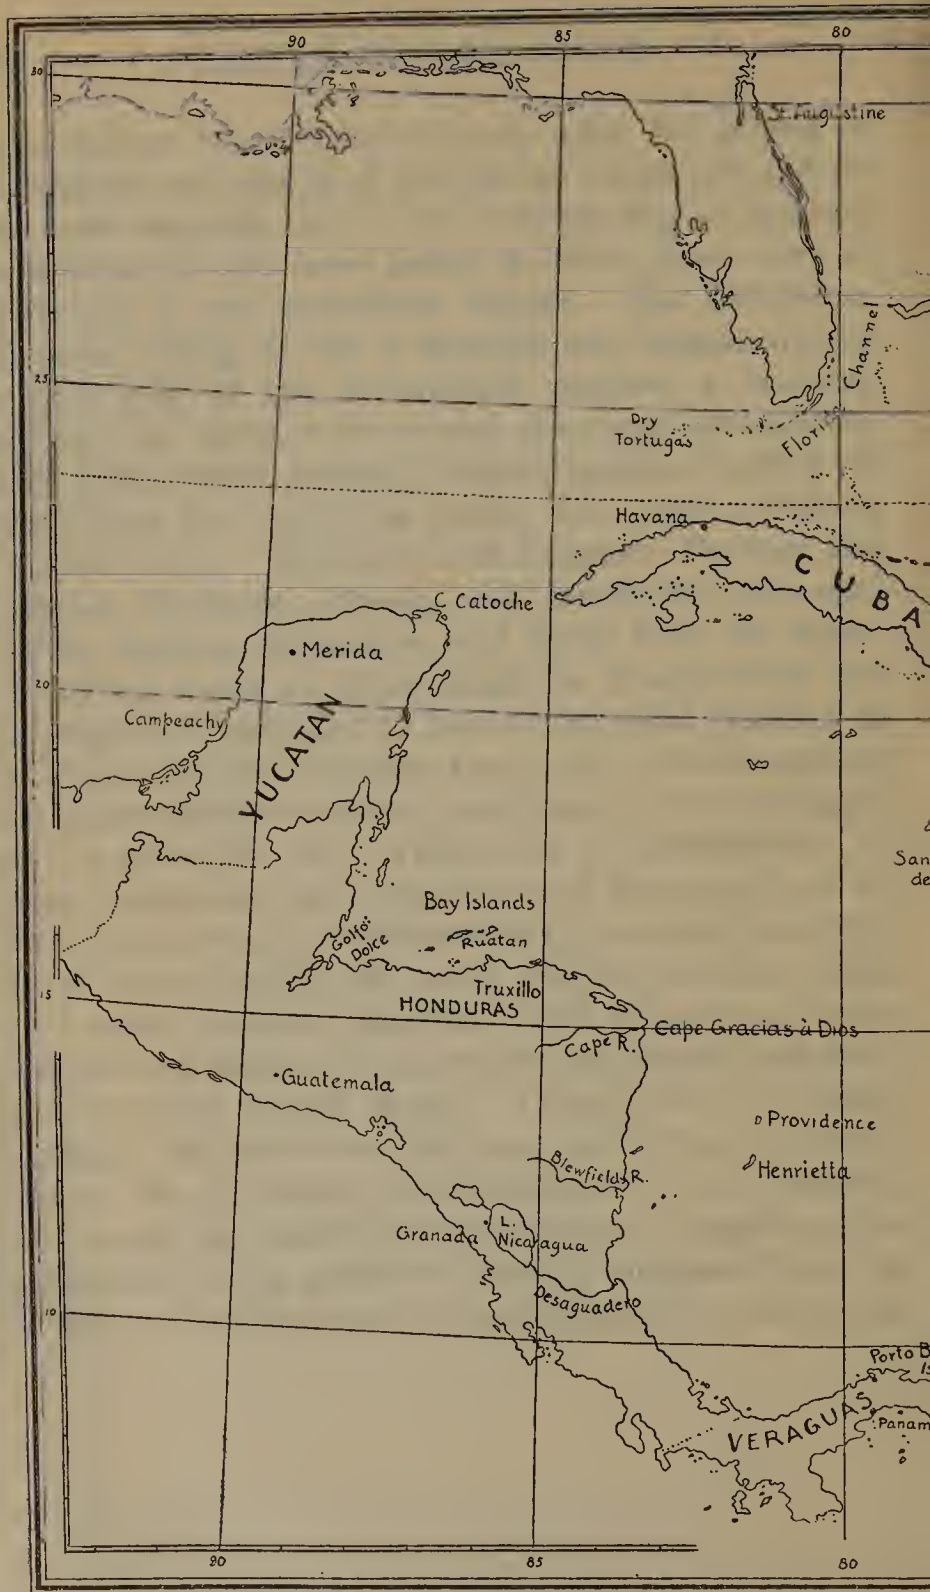 90 85 80
30
St. Augustine
Channel
25
Dry
Tortugas
Florida
Havana
CUBA
C. Catoche
Merida
20
Campeachy
YUCATAN
San
de
Bay Islands
Ruatan
Golfo
Dolce
Truxillo
15
HONDURAS
Cape Gracias à Dios
Cape R.
Guatemala
Providence
Blewfields R.
Henrietta
L.
Nicaragua
Granada
Desaguadero
10
Porto B
Is
VERAGUAS
Panam
90 85 80